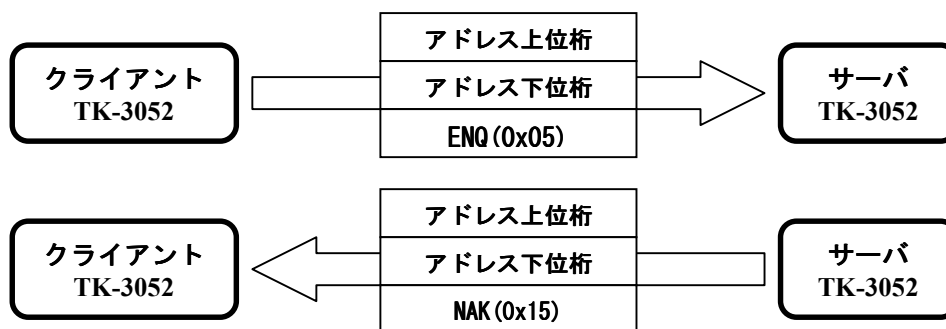 アドレス上位桁
クライアント
TK-3052
アドレス下位桁
サーバ
TK-3052
ENQ(0x05)
アドレス上位桁
クライアント
TK-3052
アドレス下位桁
サーバ
TK-3052
NAK(0x15)